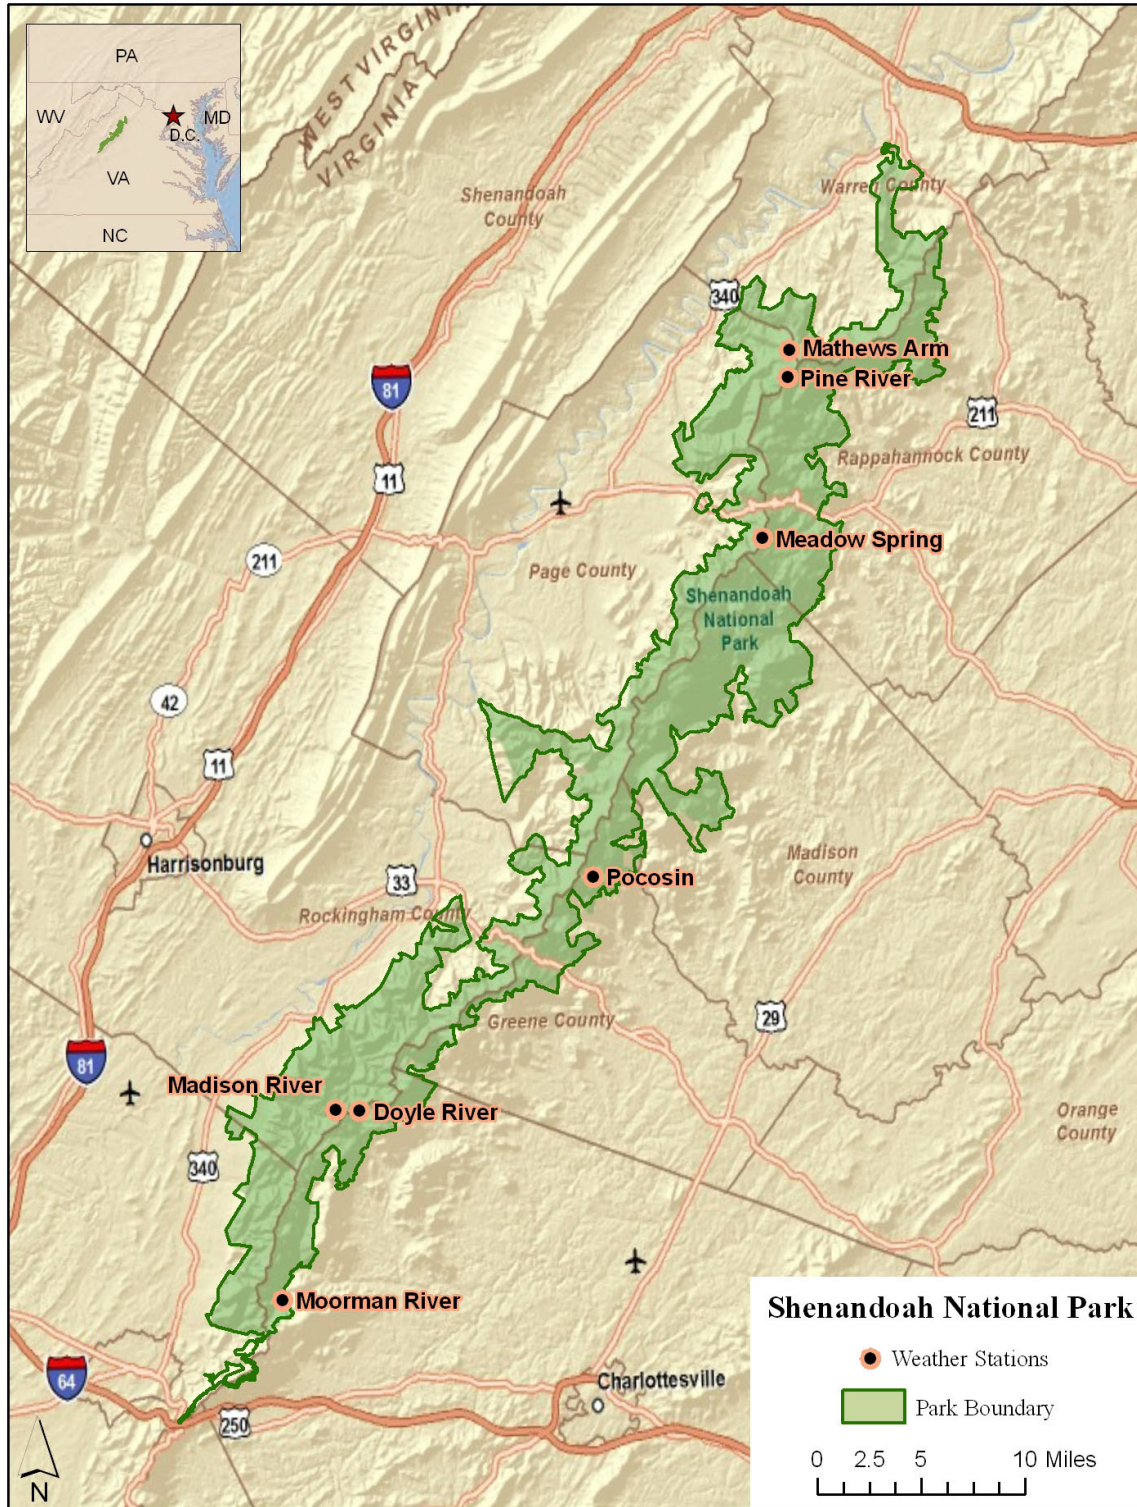 PA
WV
MD
D.C.
VA
NC
WEST VIRGINIA
VIRGINIA
Shenandoah
County
Warren County
340
Mathews Arm
Pine River
81
211
11
Rappahannock County
Meadow Spring
211
Page County
Shenandoah
National
Park
42
11
Harrisonburg
Madison
County
33
Pocosin
Rockingham County
29
Greene County
81
Madison River
Doyle River
Orange
County
340
Moorman River
Shenandoah National Park
Weather Stations
64
Charlottesville
Park Boundary
250
0 2.5 5 10 Miles
N